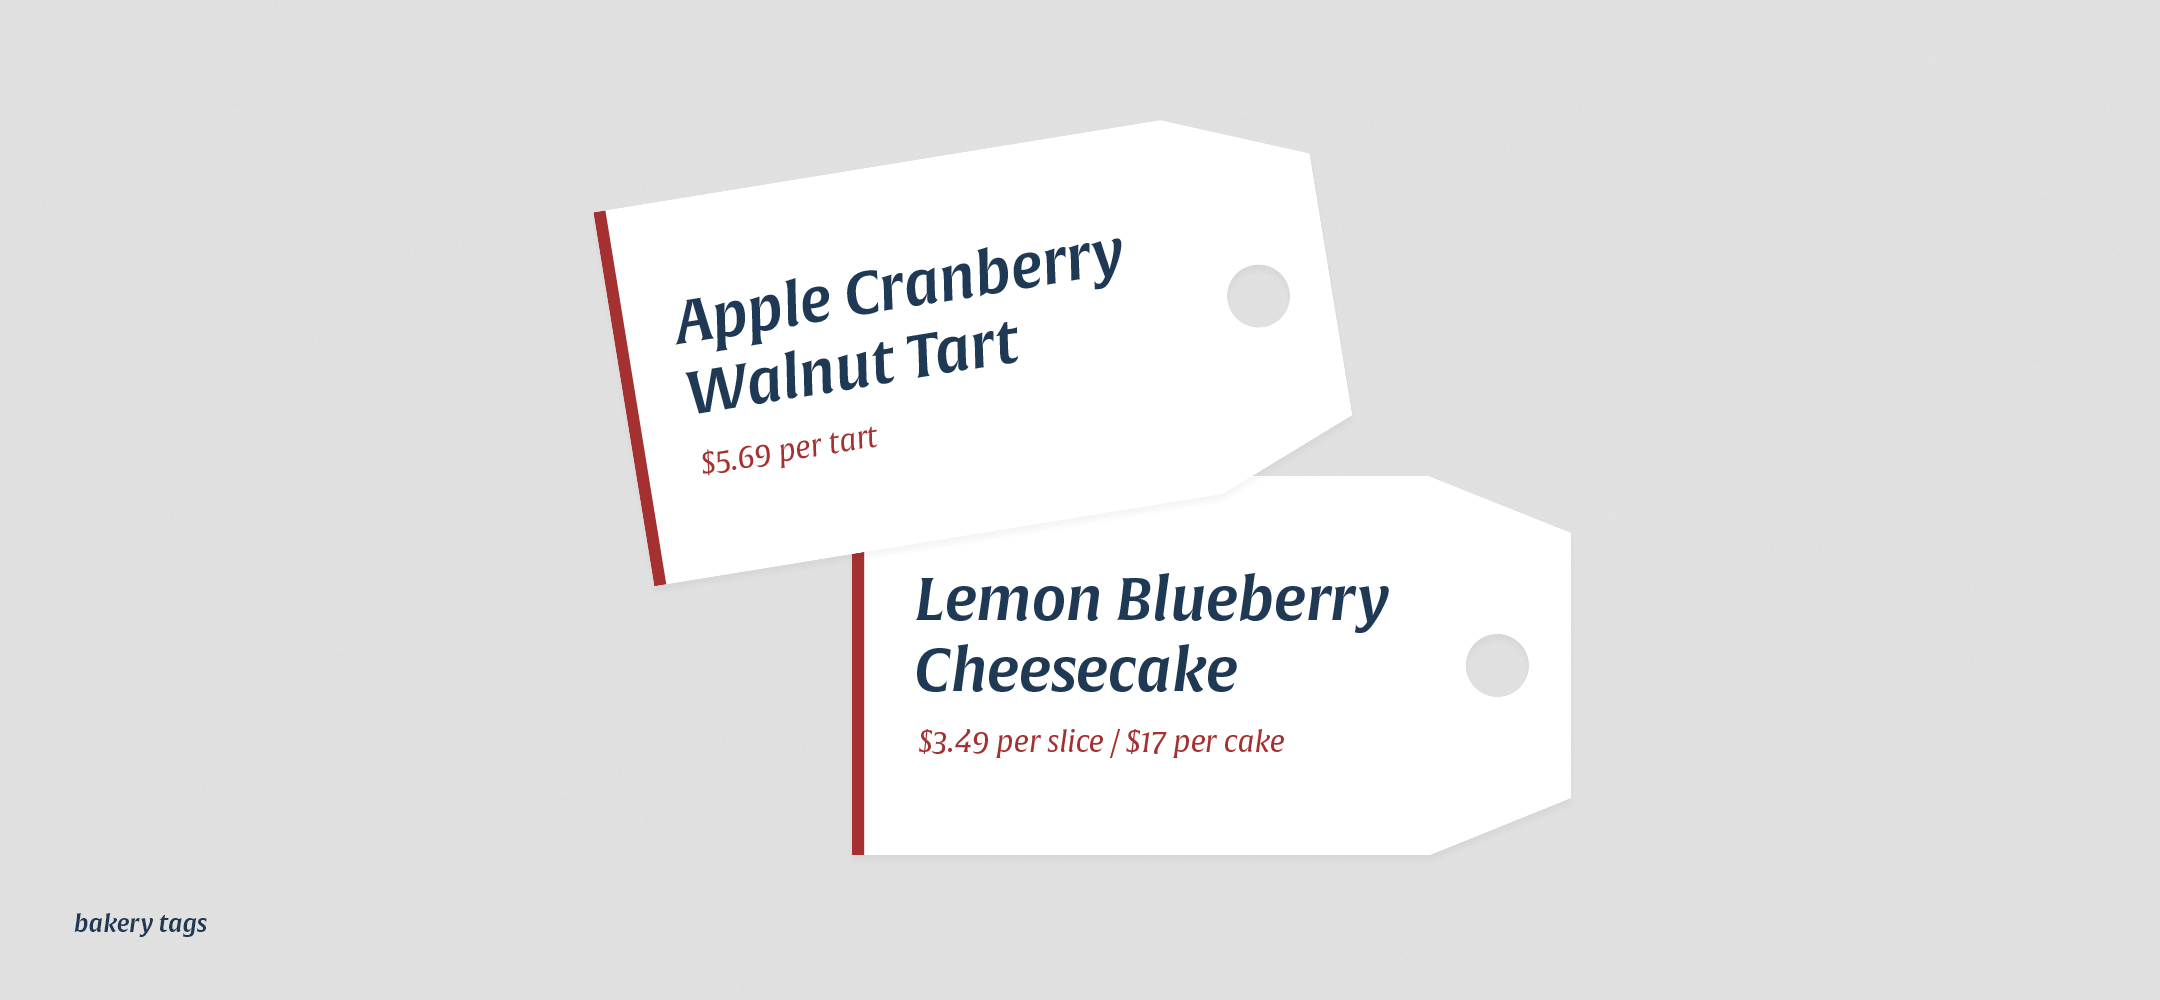 Apple Cranberry
Walnut Tart
$5.69 per tart
Lemon Blueberry
Cheesecake
$3.49 per slice / $17 per cake
bakery tags